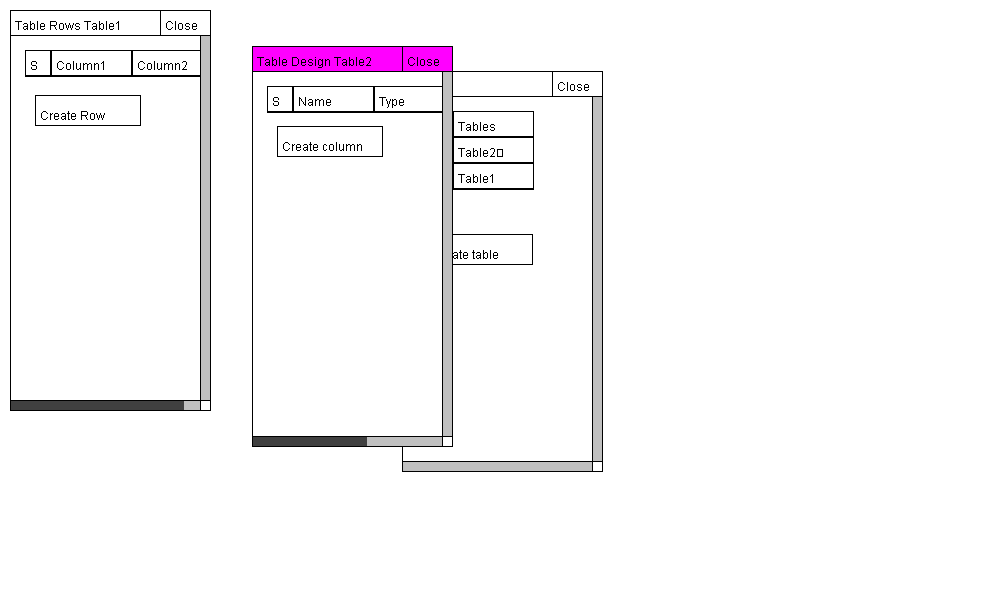 Table Rows Table1 Close
S Column1 Column2
Create Row
Table Design Table2 Close
S Name Type
Create column
Close
Tables
Table2▯
Table1
ate table